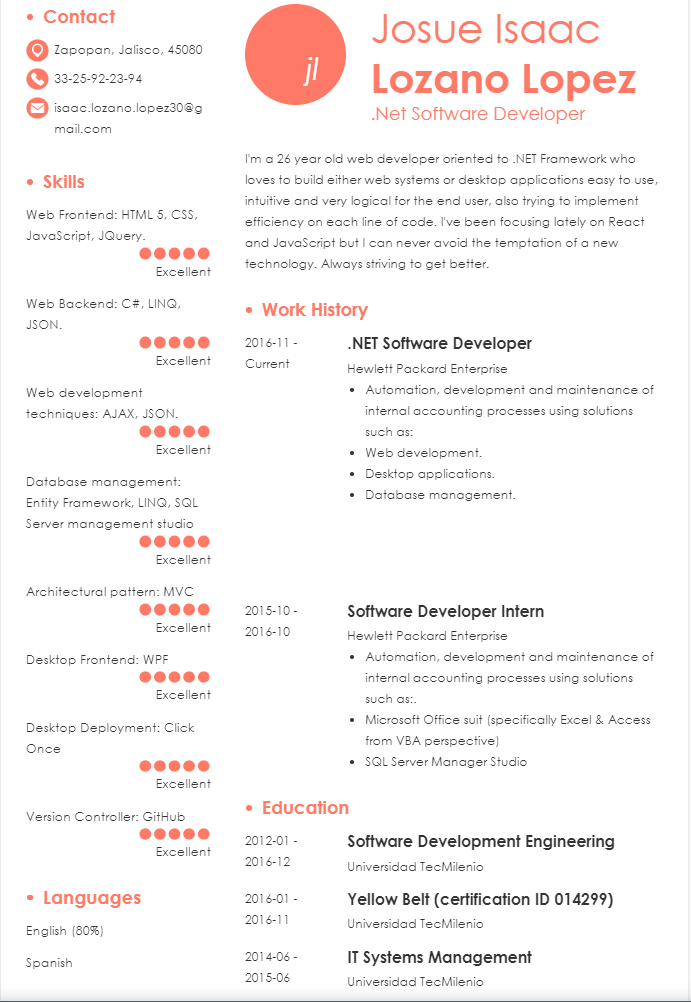 Contact
Zapopan, Jalisco, 45080
33-25-92-23-94
isaac.lozano.lopez30@g
mail.com
Skills
Web Frontend: HTML 5, CSS,
JavaScript, JQuery.
Excellent
Web Backend: C#, LINQ,
JSON.
Excellent
Web development
techniques: AJAX, JSON.
Excellent
Database management:
Entity Framework, LINQ, SQL
Server management studio
Excellent
Architectural pattern: MVC
Excellent
Desktop Frontend: WPF
Excellent
Desktop Deployment: Click
Once
Excellent
Version Controller: GitHub
Excellent
Languages
English (80%)
Spanish
jl
Josue Isaac
Lozano Lopez
.Net Software Developer
I'm a 26 year old web developer oriented to .NET Framework who
loves to build either web systems or desktop applications easy to use,
intuitive and very logical for the end user, also trying to implement
efficiency on each line of code. I've been focusing lately on React
and JavaScript but I can never avoid the temptation of a new
technology. Always striving to get better.
Work History
2016-11 -
Current
.NET Software Developer
Hewlett Packard Enterprise
• Automation, development and maintenance of
internal accounting processes using solutions
such as:
• Web development.
• Desktop applications.
• Database management.
2015-10 -
2016-10
Software Developer Intern
Hewlett Packard Enterprise
• Automation, development and maintenance of
internal accounting processes using solutions
such as:.
• Microsoft Office suit (specifically Excel & Access
from VBA perspective)
• SQL Server Manager Studio
Education
2012-01 -
2016-12
Software Development Engineering
Universidad TecMilenio
2016-01 -
2016-11
Yellow Belt (certification ID 014299)
Universidad TecMilenio
2014-06 -
2015-06
IT Systems Management
Universidad TecMilenio